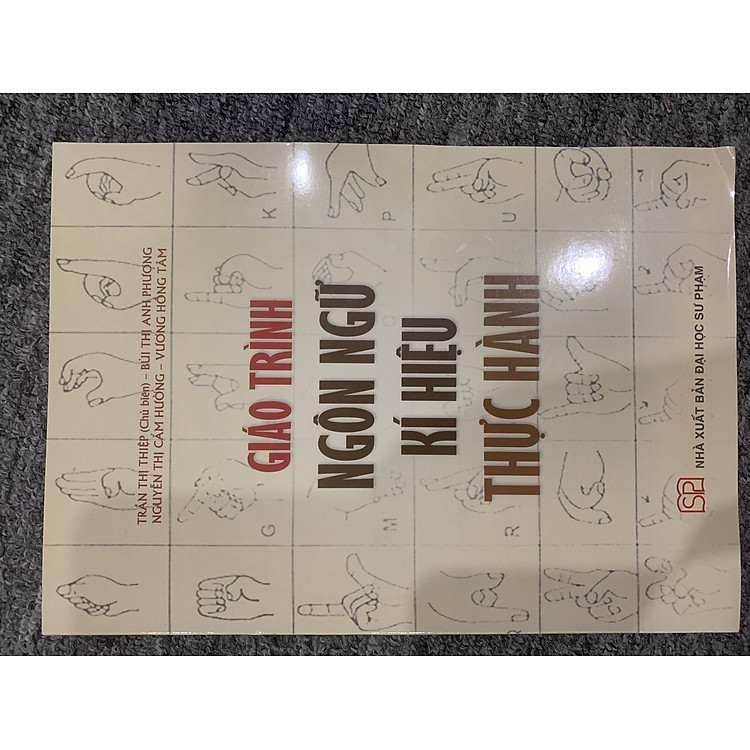 TRẦN THỊ THIỆP (Chủ biên) – BÙI THỊ ANH PHƯƠNG
NGUYỄN THỊ CẨM HƯỜNG – VƯƠNG HỒNG TÂM
GIÁO TRÌNH
NGÔN NGỮ
KÍ HIỆU
THỰC HÀNH
G
K
M
P
R
U
Q
SP
NHÀ XUẤT BẢN ĐẠI HỌC SƯ PHẠM